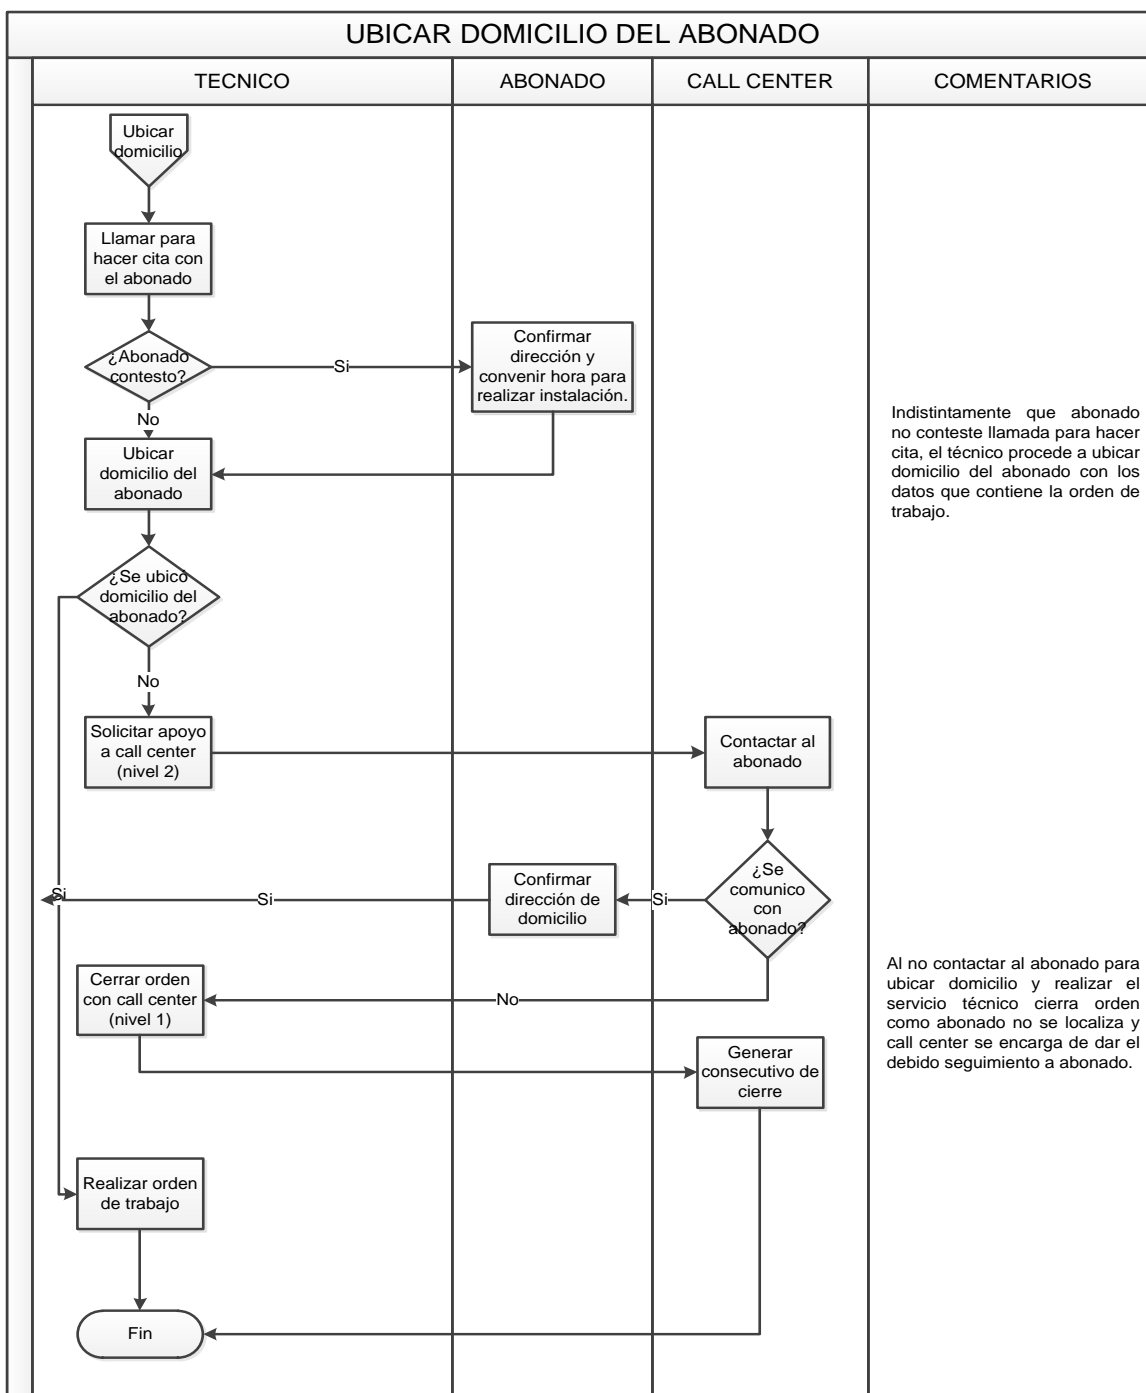 UBICAR DOMICILIO DEL ABONADO
TECNICO
ABONADO
CALL CENTER
COMENTARIOS
Ubicar
domicilio
Llamar para
hacer cita con
el abonado
¿Abonado
contesto?
Si
Confirmar
dirección y
convenir hora para
realizar instalación.
No
Ubicar
domicilio del
abonado
Indistintamente que abonado
no conteste llamada para hacer
cita, el técnico procede a ubicar
domicilio del abonado con los
datos que contiene la orden de
trabajo.
¿Se ubicó
domicilio del
abonado?
No
Solicitar apoyo
a call center
(nivel 2)
Contactar al
abonado
¿Se
comunico
con
abonado?
Si
Confirmar
dirección de
domicilio
Si
Si
No
Cerrar orden
con call center
(nivel 1)
Al no contactar al abonado para
ubicar domicilio y realizar el
servicio técnico cierra orden
como abonado no se localiza y
call center se encarga de dar el
debido seguimiento a abonado.
Generar
consecutivo de
cierre
Realizar orden
de trabajo
Fin